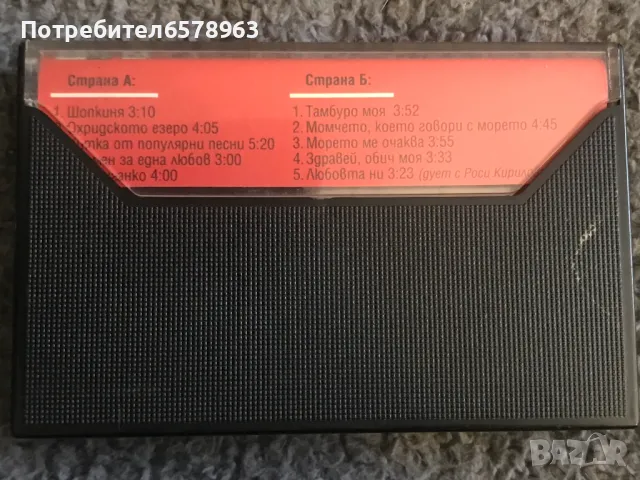 Потребител6578963
Страна А:
1. Шопкиня 3:10
Охридското езеро 4:05
от популярни песни 5:20
за една любов 3:00
4:00
Страна Б:
1. Тамбуро моя 3:52
2. Момчето, което говори с морето 4:45
3. Морето ме очаква 3:55
4. Здравей, обич моя 3:33
5. Любовта ни 3:23 (дует с Роси Кирил
BAZAR